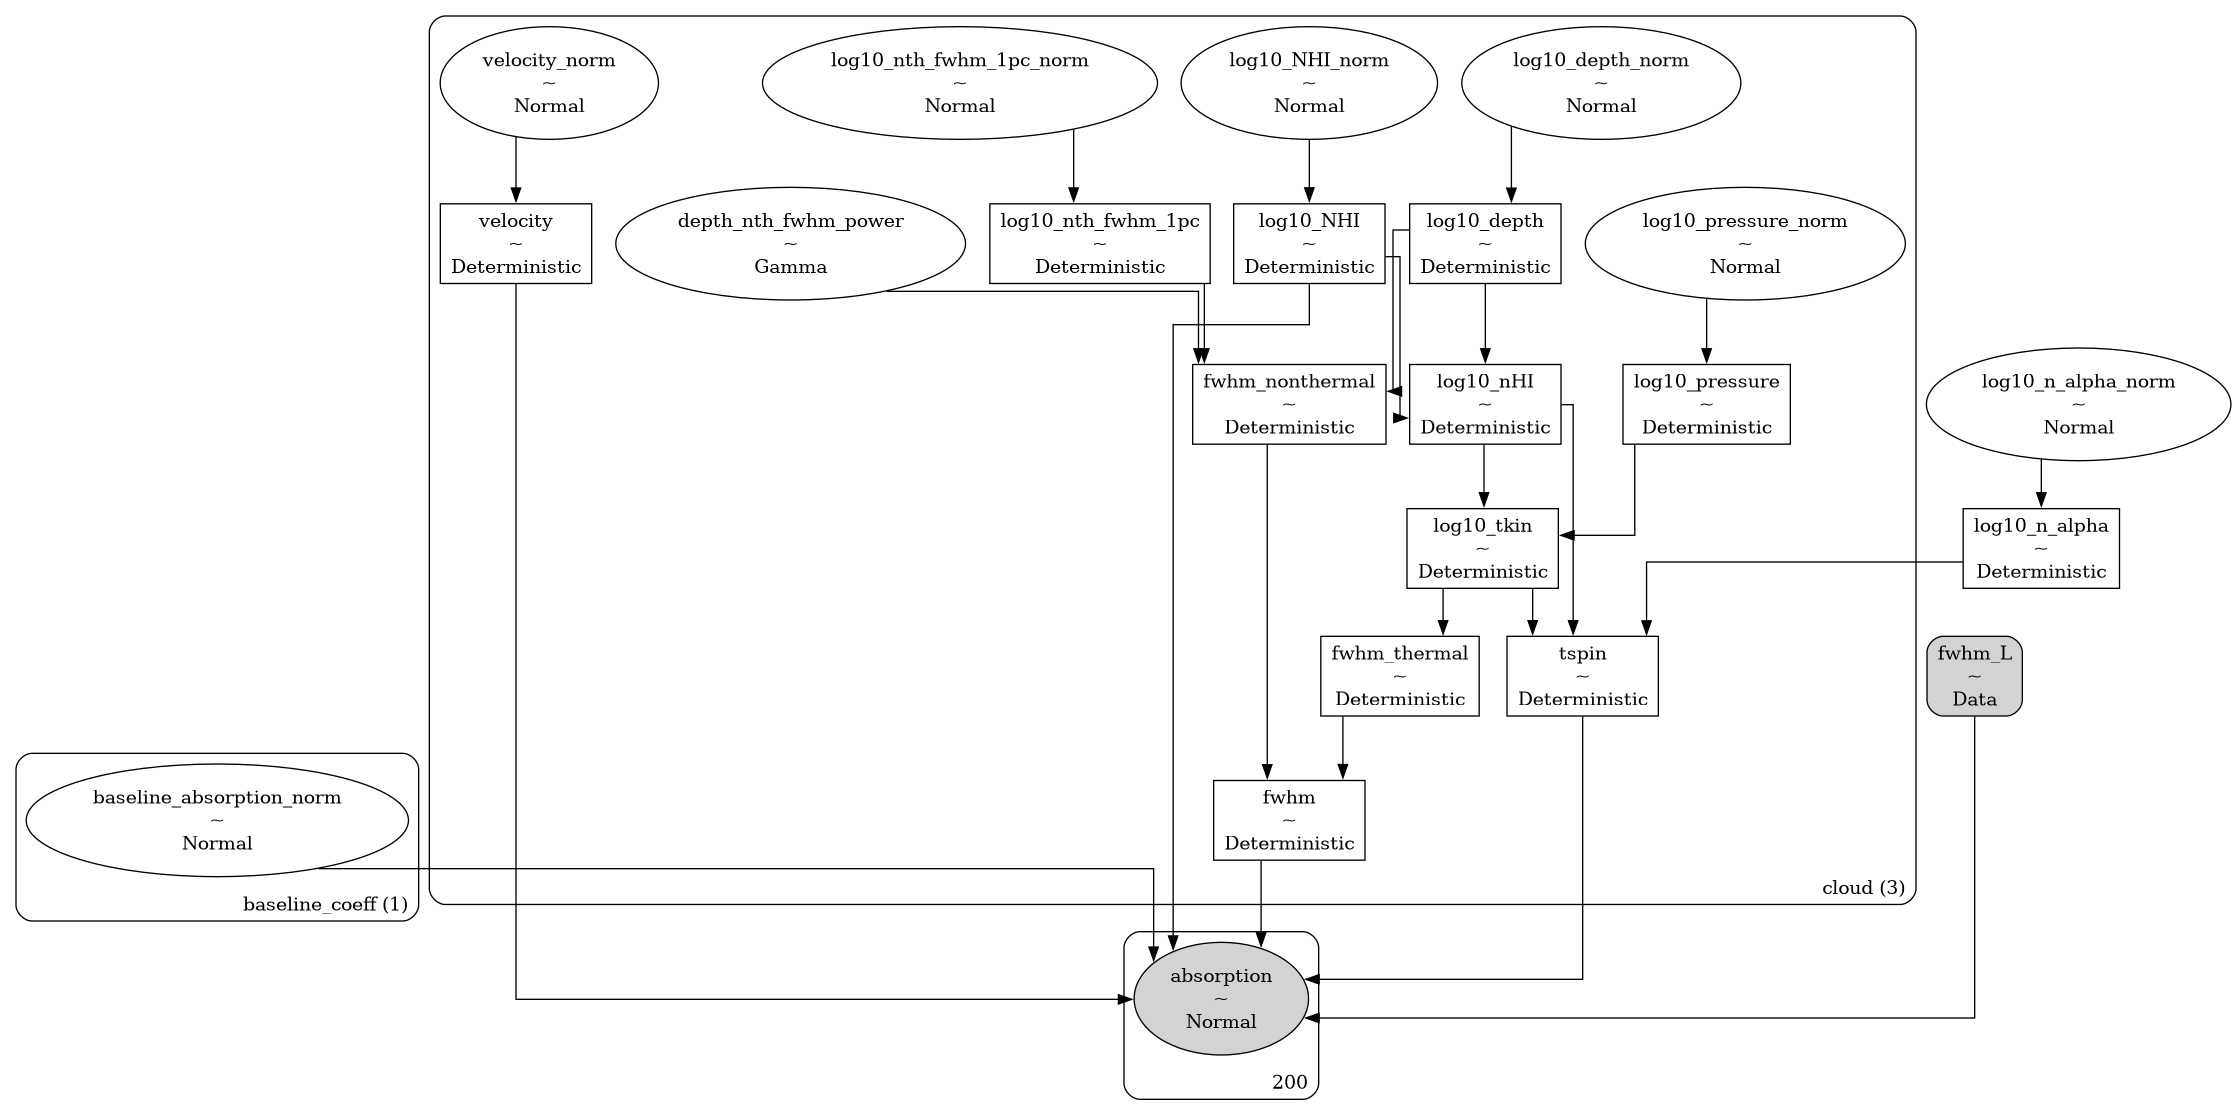 velocity_norm
~
Normal
log10_nth_fwhm_1pc_norm
~
Normal
log10_NHI_norm
~
Normal
log10_depth_norm
~
Normal
velocity
~
Deterministic
depth_nth_fwhm_power
~
Gamma
log10_nth_fwhm_1pc
~
Deterministic
log10_NHI
~
Deterministic
log10_depth
~
Deterministic
log10_pressure_norm
~
Normal
fwhm_nonthermal
~
Deterministic
log10_nHI
~
Deterministic
log10_pressure
~
Deterministic
log10_n_alpha_norm
~
Normal
log10_tkin
~
Deterministic
log10_n_alpha
~
Deterministic
fwhm_thermal
~
Deterministic
tspin
~
Deterministic
fwhm_L
~
Data
baseline_absorption_norm
~
Normal
baseline_coeff (1)
fwhm
~
Deterministic
cloud (3)
absorption
~
Normal
200